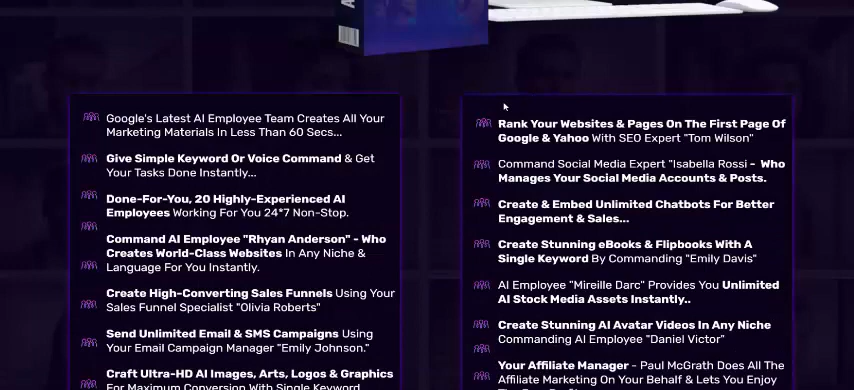 Google's Latest AI Employee Team Creates All Your
Marketing Materials In Less Than 60 Secs...
Give Simple Keyword Or Voice Command & Get
Your Tasks Done Instantly...
Done-For-You, 20 Highly-Experienced AI
Employees Working For You 24*7 Non-Stop.
Command AI Employee "Rhyan Anderson" - Who
Creates World-Class Websites In Any Niche &
Language For You Instantly.
Create High-Converting Sales Funnels Using Your
Sales Funnel Specialist "Olivia Roberts"
Send Unlimited Email & SMS Campaigns Using
Your Email Campaign Manager "Emily Johnson."
Craft Ultra-HD AI Images, Arts, Logos & Graphics
For Maximum Conversion With Single Keyword
Rank Your Websites & Pages On The First Page Of
Google & Yahoo With SEO Expert "Tom Wilson"
Command Social Media Expert "Isabella Rossi - Who
Manages Your Social Media Accounts & Posts.
Create & Embed Unlimited Chatbots For Better
Engagement & Sales...
Create Stunning eBooks & Flipbooks With A
Single Keyword By Commanding "Emily Davis"
AI Employee "Mireille Darc" Provides You Unlimited
AI Stock Media Assets Instantly..
Create Stunning AI Avatar Videos In Any Niche
Commanding AI Employee "Daniel Victor"
Your Affiliate Manager - Paul McGrath Does All The
Affiliate Marketing On Your Behalf & Lets You Enjoy